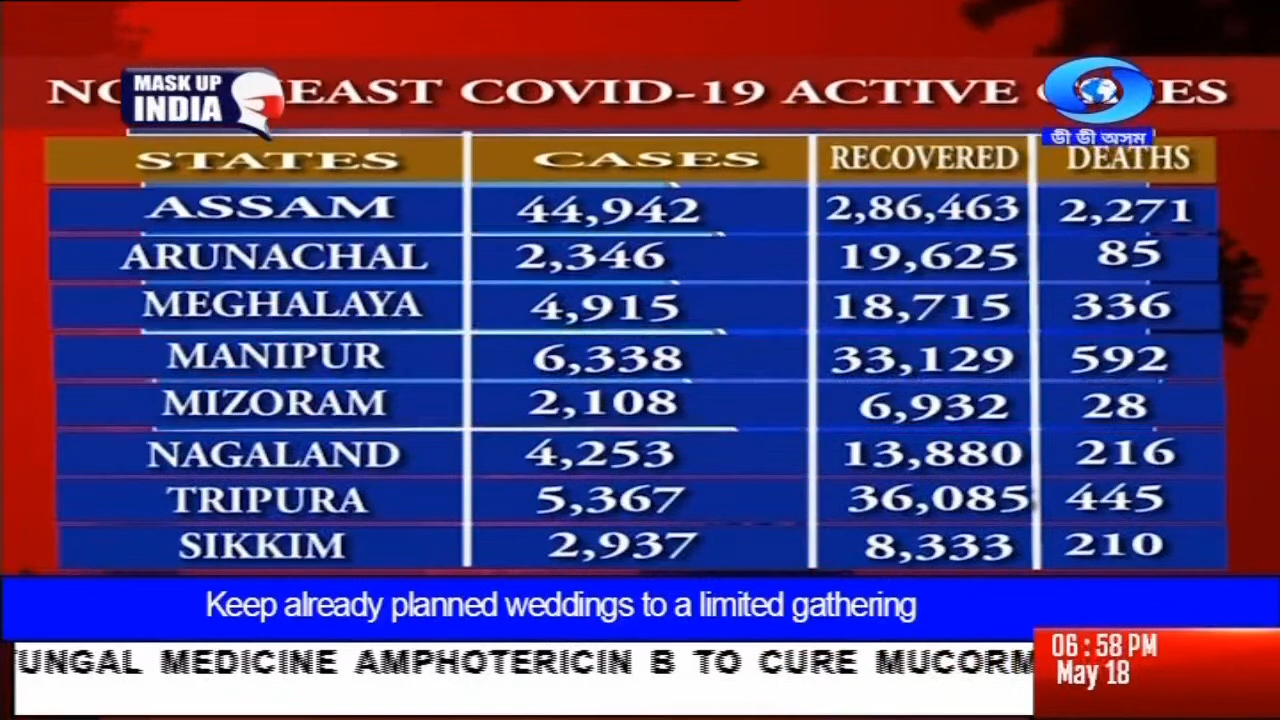 MASK UP
INDIA
EAST COVID-19 ACTIVE ES
ভী ভী অসম
STATES CASES RECOVERED DEATHS
ASSAM 44,942 2,86,463 2,271
ARUNACHAL 2,346 19,625 85
MEGHALAYA 4,915 18,715 336
MANIPUR 6,338 33,129 592
MIZORAM 2,108 6,932 28
NAGALAND 4,253 13,880 216
TRIPURA 5,367 36,085 445
SIKKIM 2,937 8,333 210
Keep already planned weddings to a limited gathering
UNGAL MEDICINE AMPHOTERICIN B TO CURE MUCORM
06:58 PM
May 18